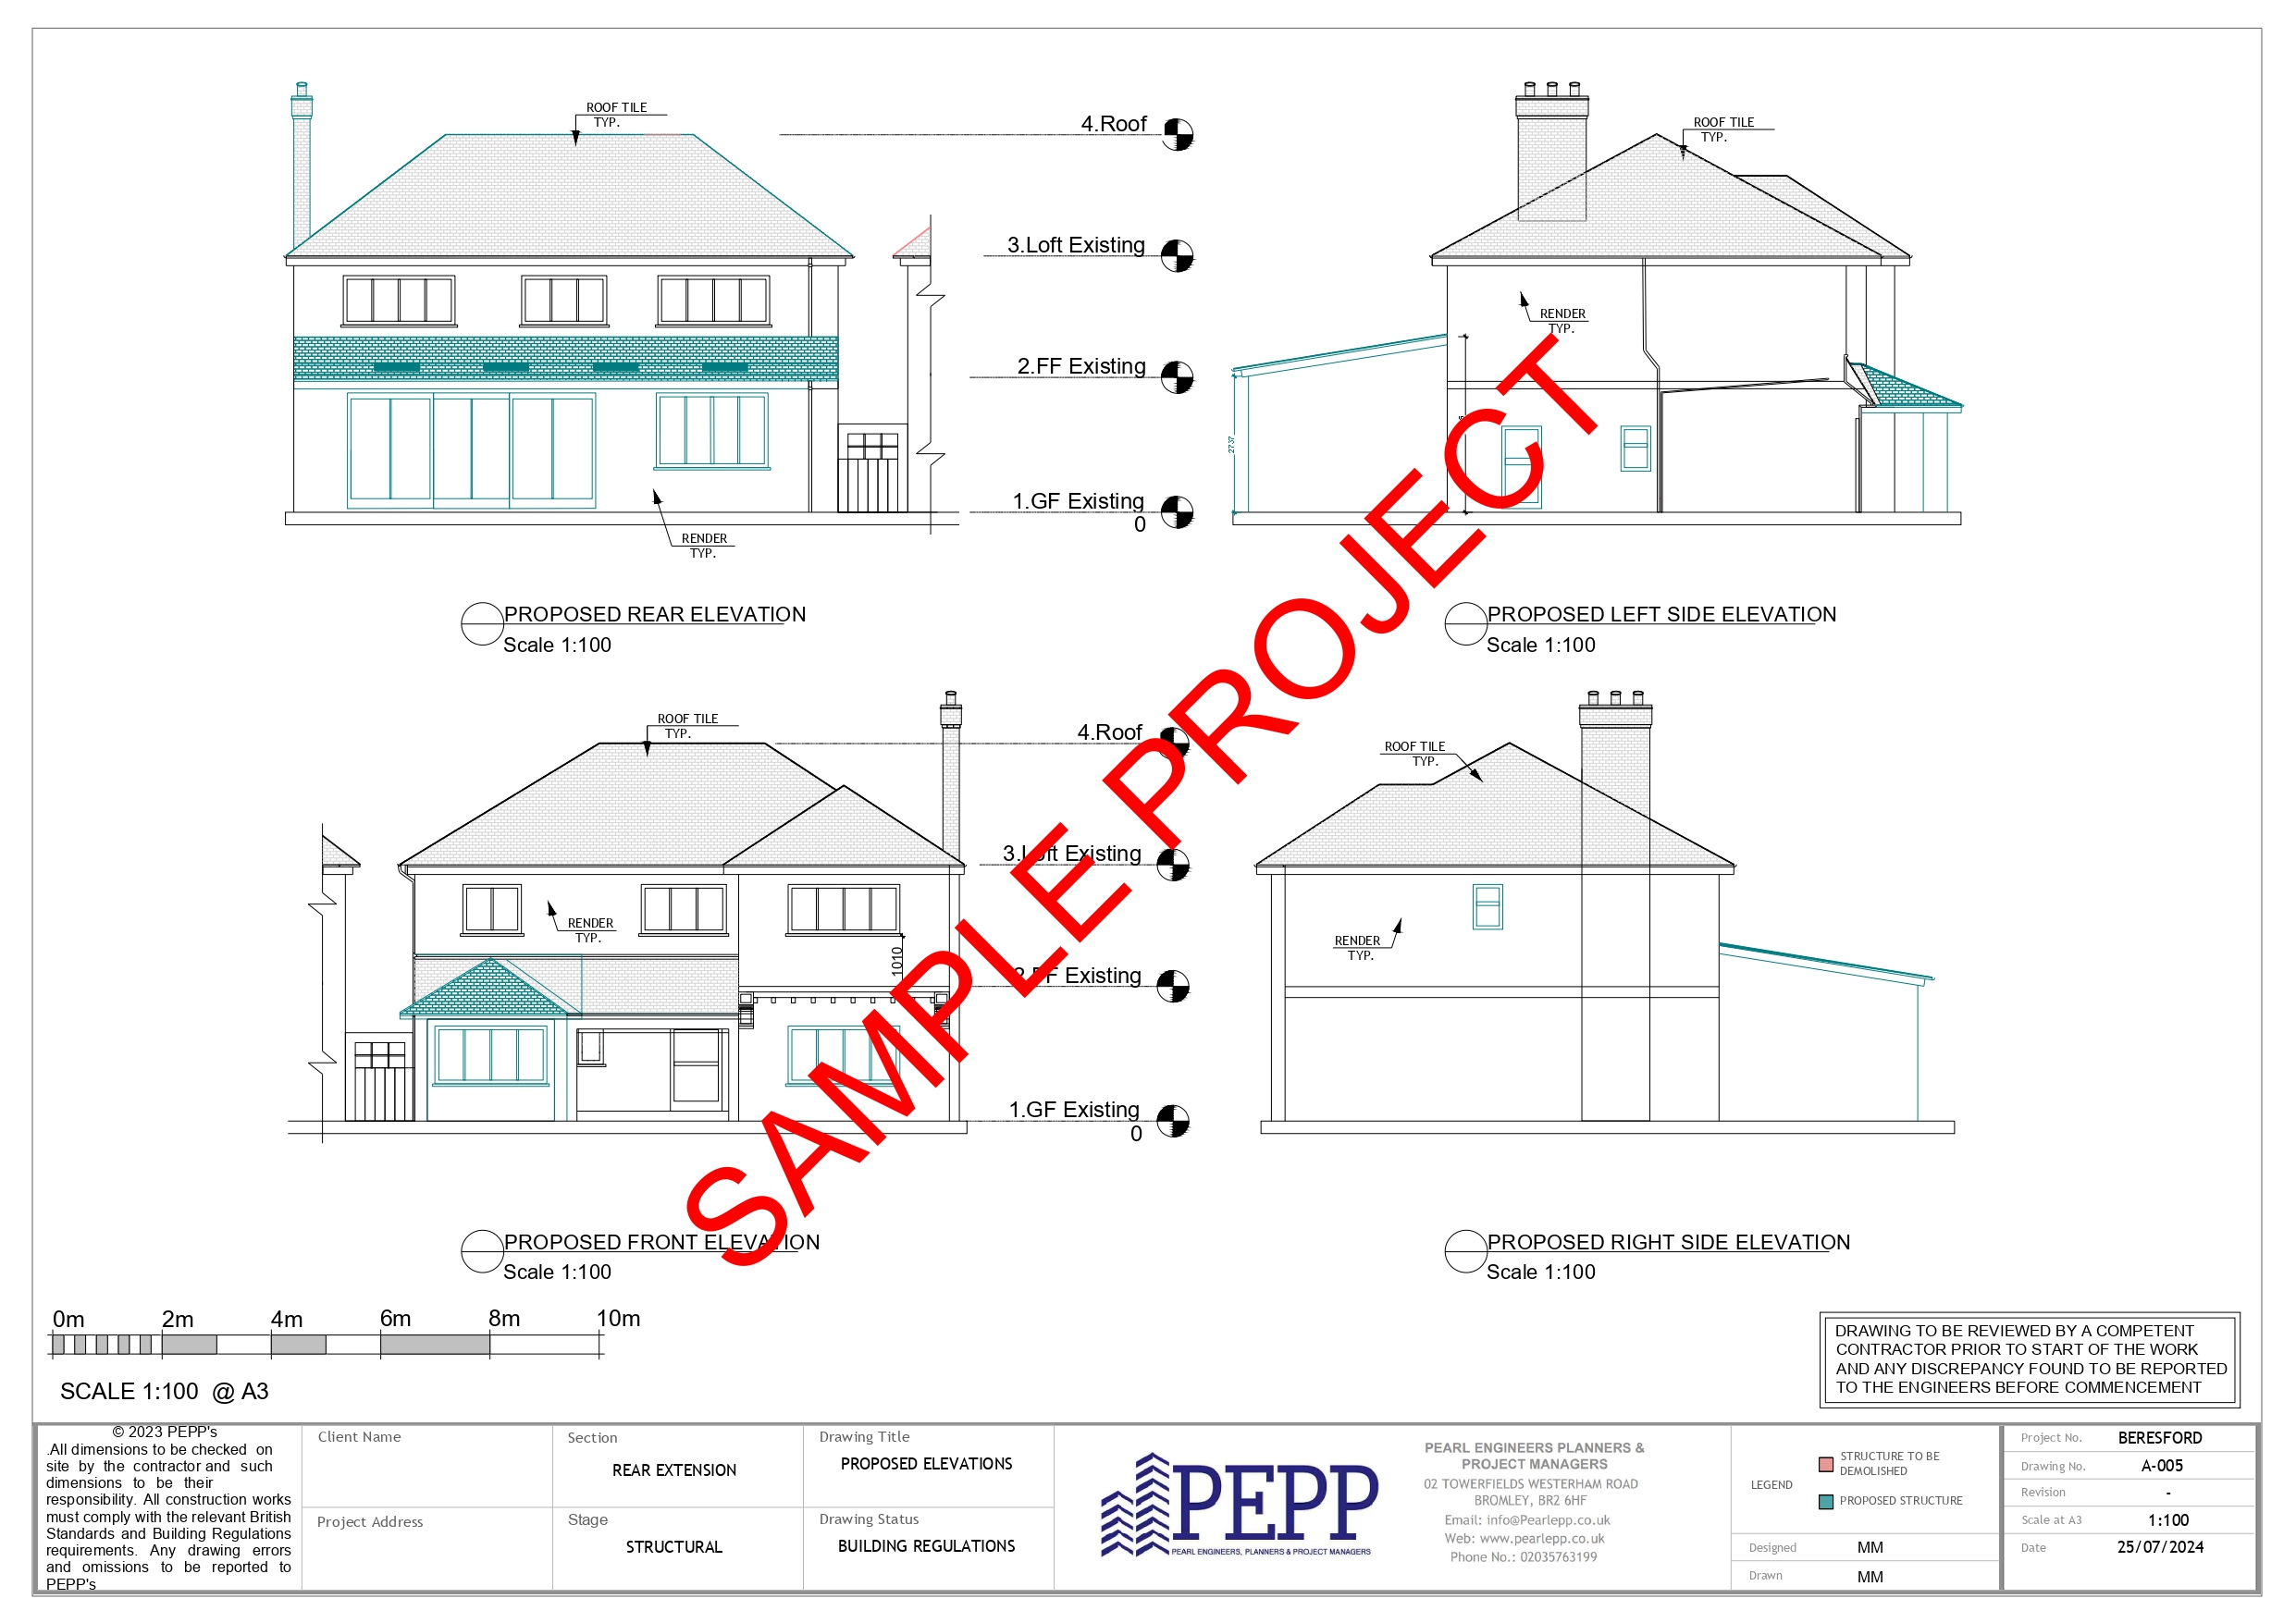 ROOF TILE
TYP.
4.Roof
3.Loft Existing
2.FF Existing
1.GF Existing
0
RENDER
TYP.
PROPOSED REAR ELEVATION
Scale 1:100
ROOF TILE
TYP.
RENDER
TYP.
2737
PROPOSED LEFT SIDE ELEVATION
Scale 1:100
ROOF TILE
TYP.
4.Roof
3.Loft Existing
2.FF Existing
1.GF Existing
0
RENDER
TYP.
1010
PROPOSED FRONT ELEVATION
Scale 1:100
ROOF TILE
TYP.
RENDER
TYP.
PROPOSED RIGHT SIDE ELEVATION
Scale 1:100
SAMPLE PROJECT
0m 2m 4m 6m 8m 10m
SCALE 1:100 @ A3
DRAWING TO BE REVIEWED BY A COMPETENT
CONTRACTOR PRIOR TO START OF THE WORK
AND ANY DISCREPANCY FOUND TO BE REPORTED
TO THE ENGINEERS BEFORE COMMENCEMENT
© 2023 PEPP's
.All dimensions to be checked on
site by the contractor and such
dimensions to be their
responsibility. All construction works
must comply with the relevant British
Standards and Building Regulations
requirements. Any drawing errors
and omissions to be reported to
PEPP's
Client Name
Project Address
Section
REAR EXTENSION
Stage
STRUCTURAL
Drawing Title
PROPOSED ELEVATIONS
Drawing Status
BUILDING REGULATIONS
PEPP
PEARL ENGINEERS, PLANNERS & PROJECT MANAGERS
PEARL ENGINEERS PLANNERS &
PROJECT MANAGERS
02 TOWERFIELDS WESTERHAM ROAD
BROMLEY, BR2 6HF
Email: info@Pearlepp.co.uk
Web: www.pearlepp.co.uk
Phone No.: 02035763199
LEGEND
STRUCTURE TO BE
DEMOLISHED
PROPOSED STRUCTURE
Designed MM
Drawn MM
Project No. BERESFORD
Drawing No. A-005
Revision -
Scale at A3 1:100
Date 25/07/2024